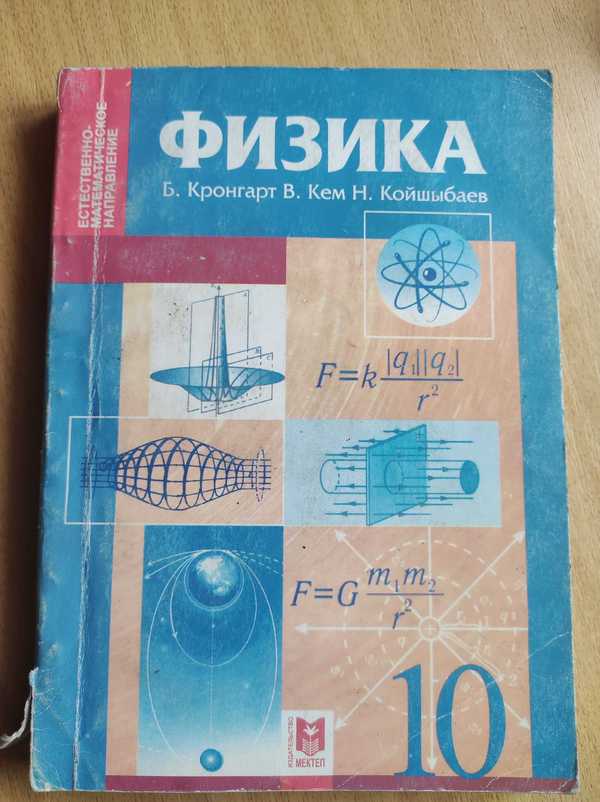 ЕСТЕСТВЕННО-
МАТЕМАТИЧЕСКОЕ
НАПРАВЛЕНИЕ
ФИЗИКА
Б. Кронгарт В. Кем Н. Койшыбаев
F=k |q₁||q₂| / r²
F=G m₁m₂ / r²
ИЗДАТЕЛЬСТВО
МЕКТЕП
10